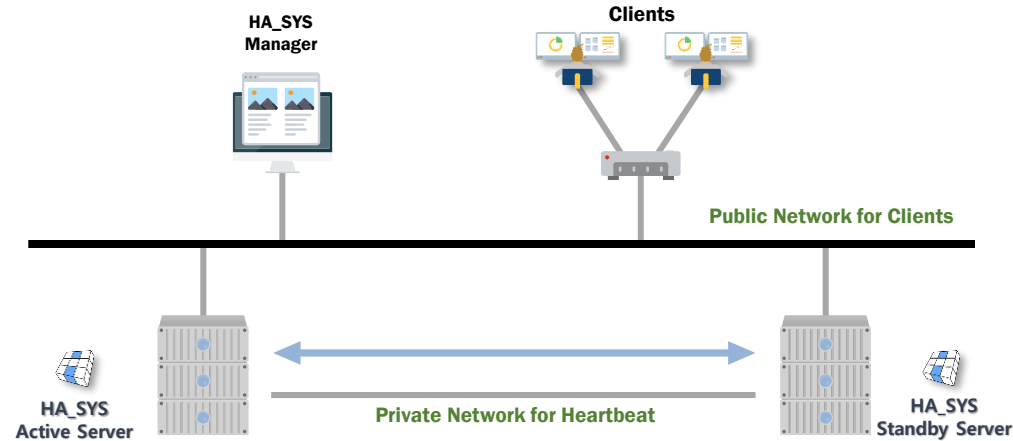 HA_SYS
Manager
Clients
Public Network for Clients
HA_SYS
Active Server
Private Network for Heartbeat
HA_SYS
Standby Server